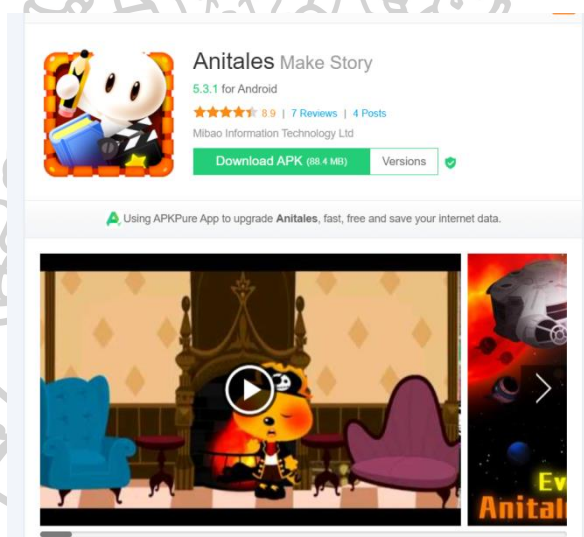 Anitales Make Story
5.3.1 for Android
8.9 | 7 Reviews | 4 Posts
Mibao Information Technology Ltd
Download APK (88.4 MB) Versions
Using APKPure App to upgrade Anitales, fast, free and save your internet data.
Ev
Anital